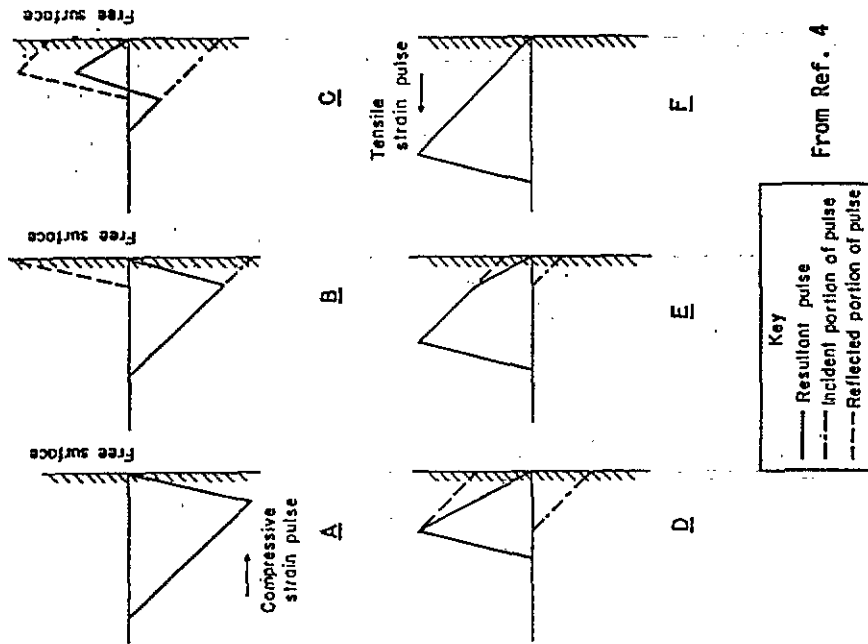 Free surface
Free surface
Free surface
Compressive
strain pulse
A
B
C
Tensile
strain pulse
D
E
F
Key
Resultant pulse
Incident portion of pulse
Reflected portion of pulse
From Ref. 4